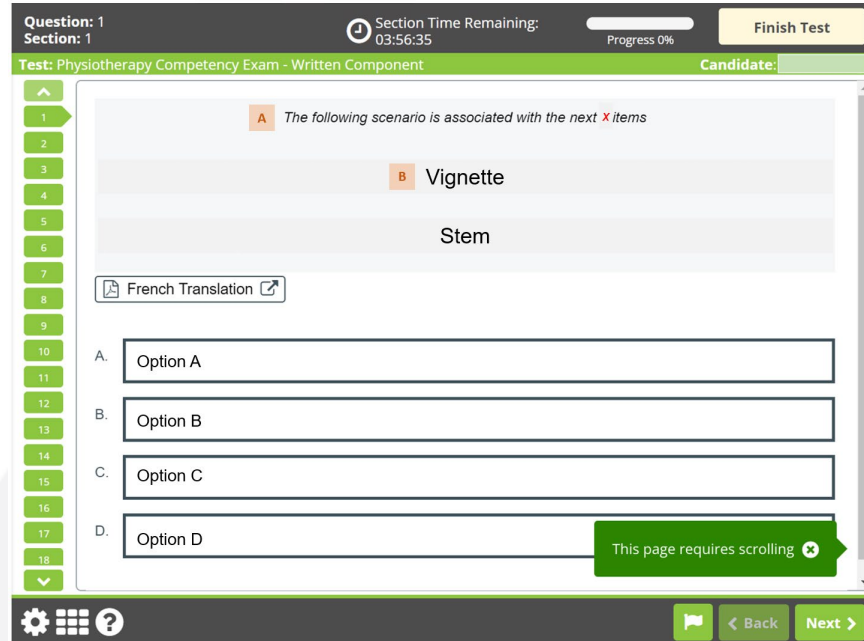 Question: 1
Section: 1
Section Time Remaining:
03:56:35
Progress 0%
Finish Test
Test: Physiotherapy Competency Exam - Written Component
Candidate:
1
2
3
4
5
6
7
8
9
10
11
12
13
14
15
16
17
18
A The following scenario is associated with the next x items
B Vignette
Stem
French Translation
A. Option A
B. Option B
C. Option C
D. Option D
This page requires scrolling
Back
Next